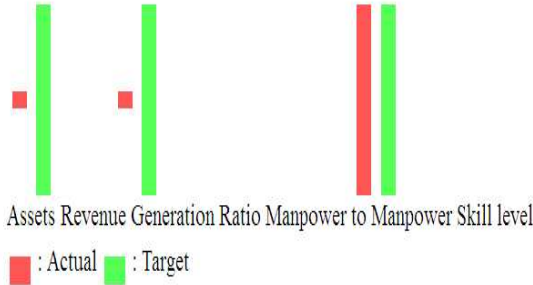 Assets Revenue Generation Ratio Manpower to Manpower Skill level
: Actual : Target